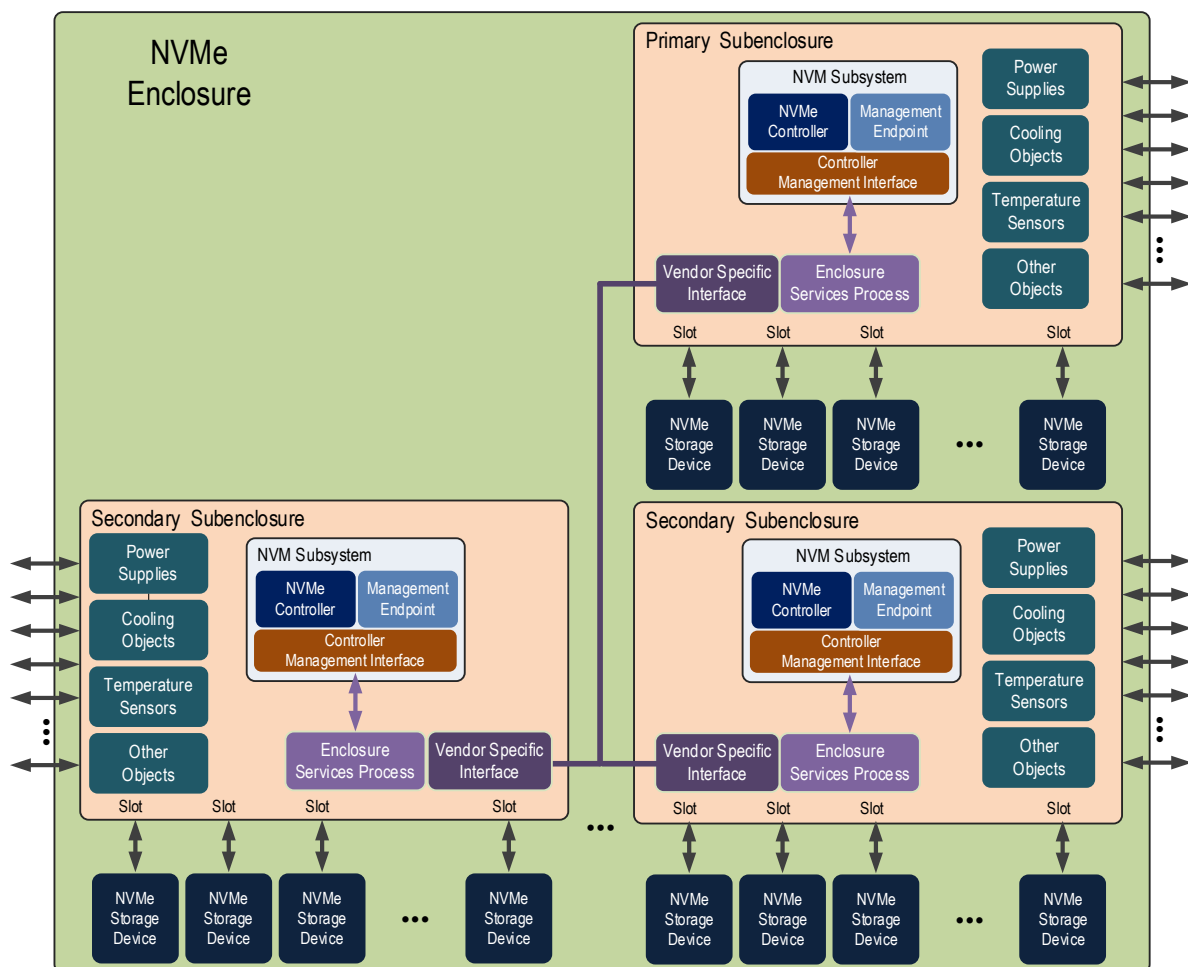 NVMe
Enclosure
Primary Subenclosure
NVM Subsystem
NVMe
Controller
Management
Endpoint
Controller
Management Interface
Power
Supplies
Cooling
Objects
Temperature
Sensors
Other
Objects
Vendor Specific
Interface
Enclosure
Services Process
Slot
Slot
Slot
Slot
NVMe
Storage
Device
NVMe
Storage
Device
NVMe
Storage
Device
...
NVMe
Storage
Device
Secondary Subenclosure
Power
Supplies
Cooling
Objects
Temperature
Sensors
Other
Objects
NVM Subsystem
NVMe
Controller
Management
Endpoint
Controller
Management Interface
Enclosure
Services Process
Vendor Specific
Interface
Slot
Slot
Slot
Slot
NVMe
Storage
Device
NVMe
Storage
Device
NVMe
Storage
Device
...
NVMe
Storage
Device
...
Secondary Subenclosure
NVM Subsystem
NVMe
Controller
Management
Endpoint
Controller
Management Interface
Power
Supplies
Cooling
Objects
Temperature
Sensors
Other
Objects
Vendor Specific
Interface
Enclosure
Services Process
Slot
Slot
Slot
Slot
NVMe
Storage
Device
NVMe
Storage
Device
NVMe
Storage
Device
...
NVMe
Storage
Device